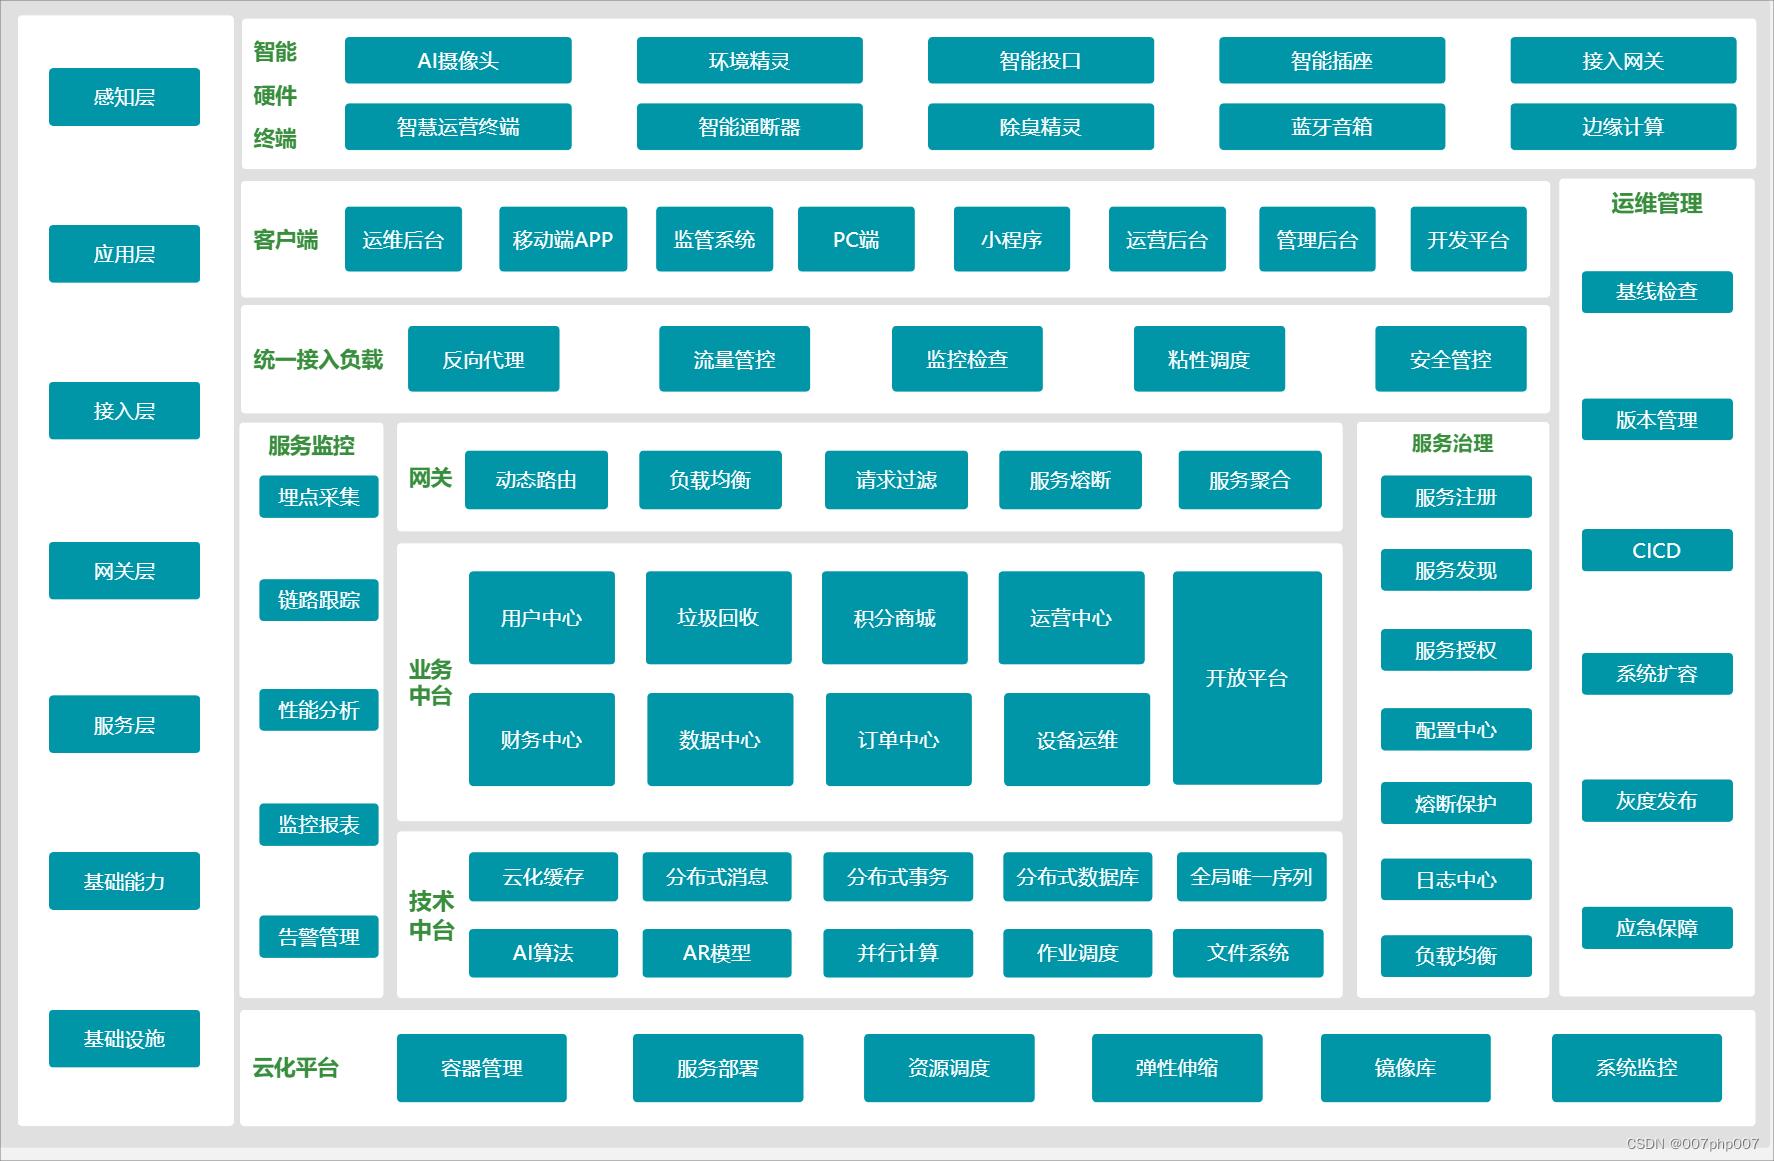 感知层
应用层
接入层
网关层
服务层
基础能力
基础设施
智能
硬件
终端
AI摄像头
环境精灵
智能投口
智能插座
接入网关
智慧运营终端
智能通断器
除臭精灵
蓝牙音箱
边缘计算
客户端
运维后台
移动端APP
监管系统
PC端
小程序
运营后台
管理后台
开发平台
统一接入负载
反向代理
流量管控
监控检查
粘性调度
安全管控
服务监控
埋点采集
链路跟踪
性能分析
监控报表
告警管理
网关
动态路由
负载均衡
请求过滤
服务熔断
服务聚合
业务
中台
用户中心
垃圾回收
积分商城
运营中心
开放平台
财务中心
数据中心
订单中心
设备运维
技术
中台
云化缓存
分布式消息
分布式事务
分布式数据库
全局唯一序列
AI算法
AR模型
并行计算
作业调度
文件系统
服务治理
服务注册
服务发现
服务授权
配置中心
熔断保护
日志中心
负载均衡
运维管理
基线检查
版本管理
CICD
系统扩容
灰度发布
应急保障
云化平台
容器管理
服务部署
资源调度
弹性伸缩
镜像库
系统监控
CSDN @007php007